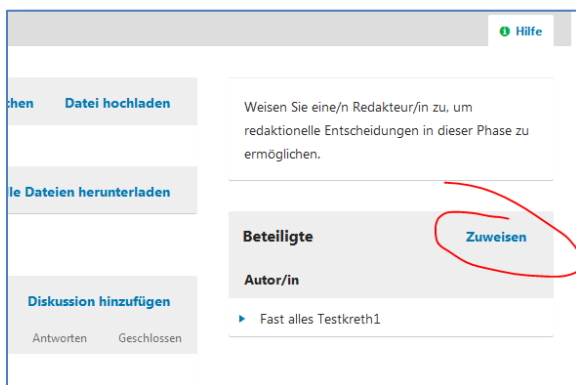 Hilfe
chen Datei hochladen
lle Dateien herunterladen
Diskussion hinzufügen
Antworten Geschlossen
Weisen Sie eine/n Redakteur/in zu, um
redaktionelle Entscheidungen in dieser Phase zu
ermöglichen.
Beteiligte Zuweisen
Autor/in
Fast alles Testkreth1